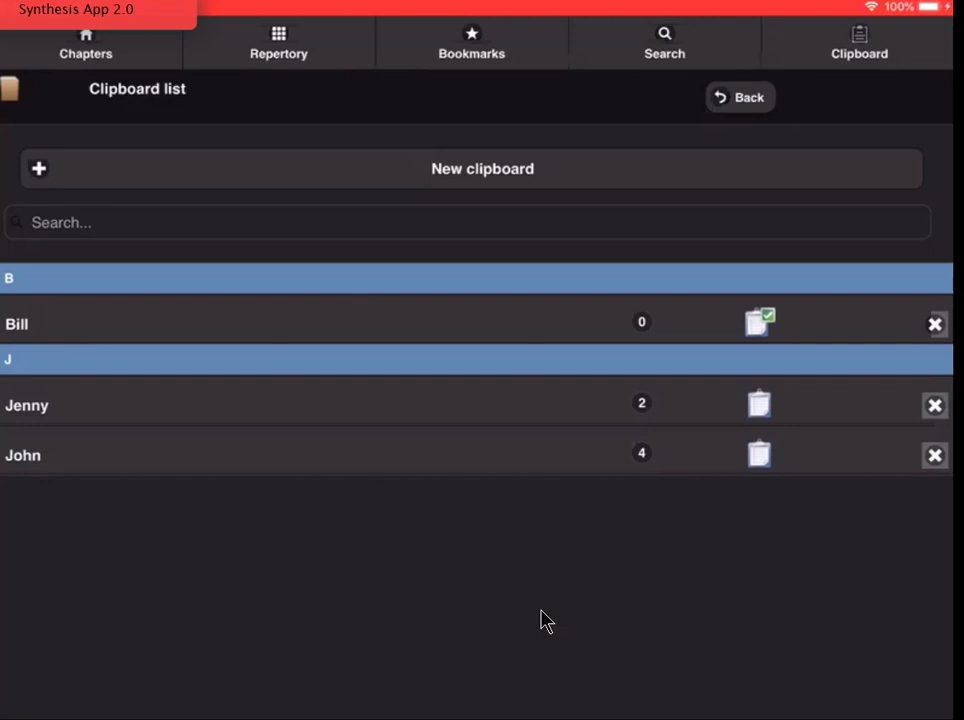 Synthesis App 2.0
100%
Chapters
Repertory
Bookmarks
Search
Clipboard
Clipboard list
Back
New clipboard
Search...
B
Bill
0
J
Jenny
2
John
4